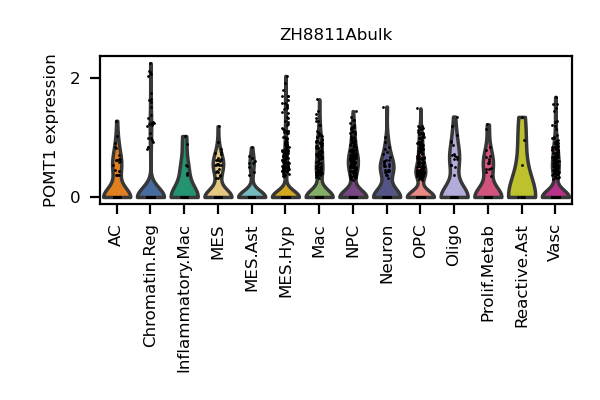 ZH8811Abulk
POMT1 expression
2
0
AC
Chromatin.Reg
Inflammatory.Mac
MES
MES.Ast
MES.Hyp
Mac
NPC
Neuron
OPC
Oligo
Prolif.Metab
Reactive.Ast
Vasc